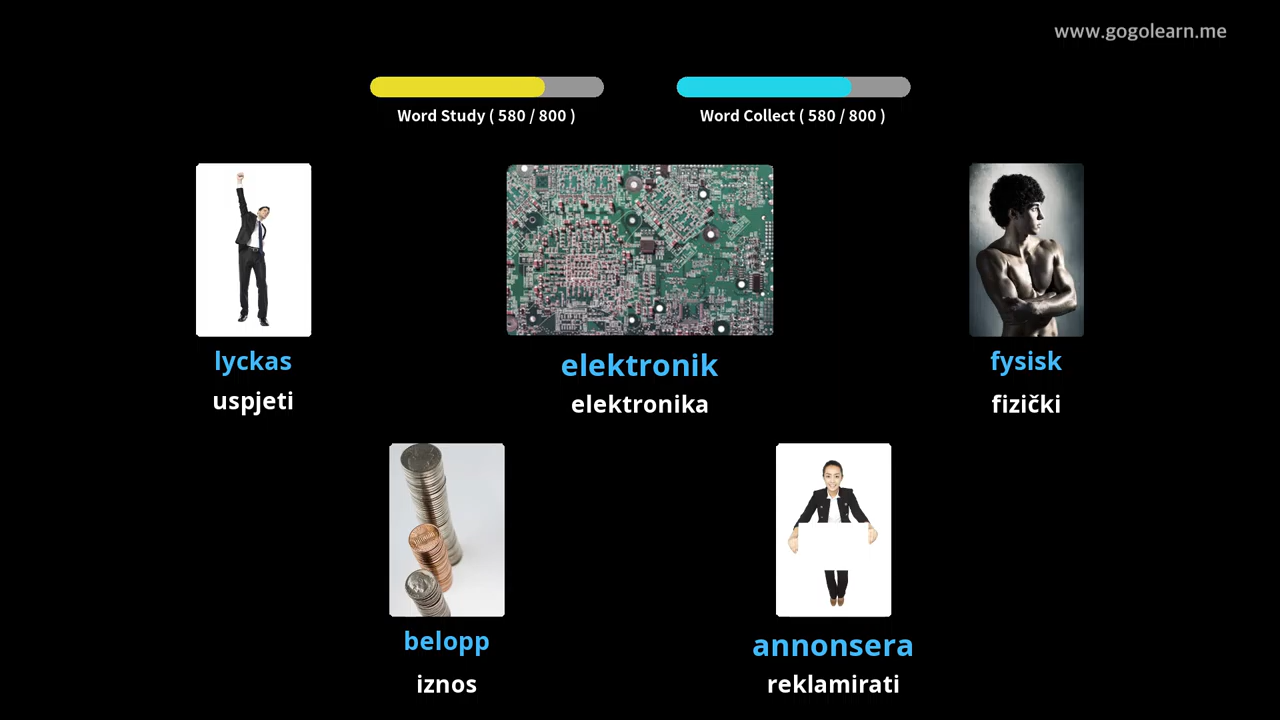 www.gogolearn.me
Word Study ( 580 / 800 )
Word Collect ( 580 / 800 )
lyckas
uspjeti
elektronik
elektronika
fysisk
fizički
belopp
iznos
annonsera
reklamirati